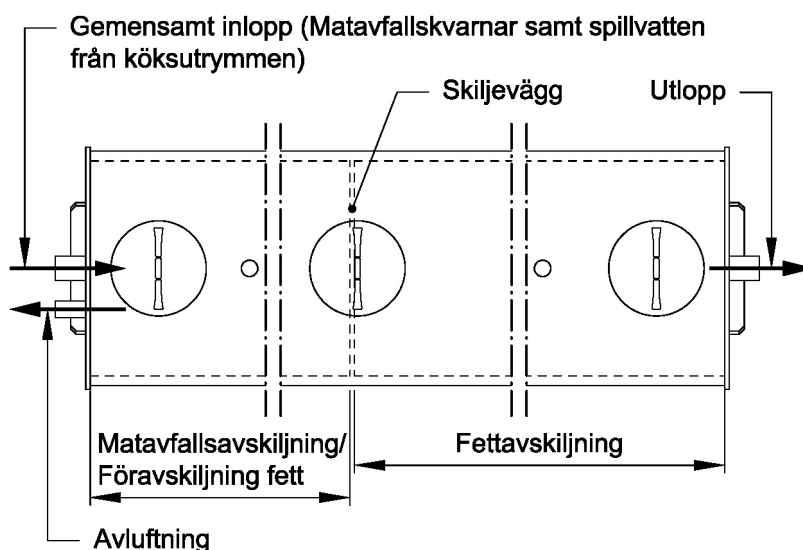 Gemensamt inlopp (Matavfallskvarnar samt spillvatten
från köksutrymmen)
Skiljevägg
Utlopp
Matavfallsavskiljning/
Föravskiljning fett
Fettavskiljning
Avluftning